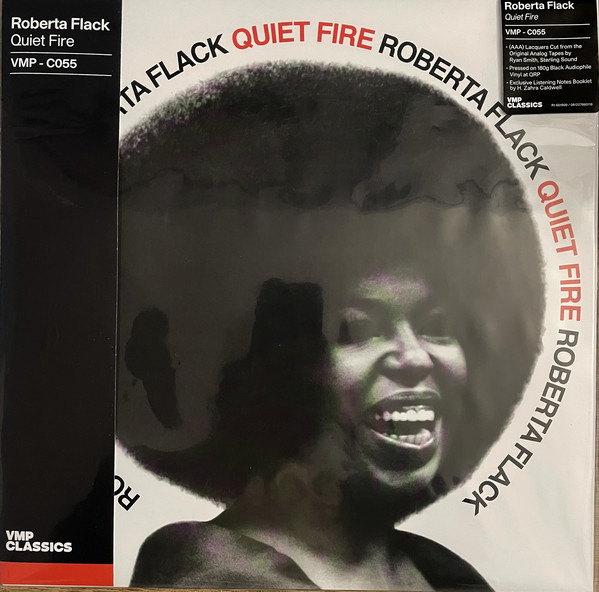 Roberta Flack
Quiet Fire
VMP - C055
VMP
CLASSICS
RTA FLACK QUIET FIRE ROBERTA FLACK QUIET FIRE ROBERTA FLACK
RO
Roberta Flack
Quiet Fire
VMP - C055
• (AAA) Lacquers Cut from the
Original Analog Tapes by
Ryan Smith, Sterling Sound
• Pressed on 180g Black Audiophile
Vinyl at QRP
• Exclusive Listening Notes Booklet
by H. Zahra Caldwell
VMP
CLASSICS